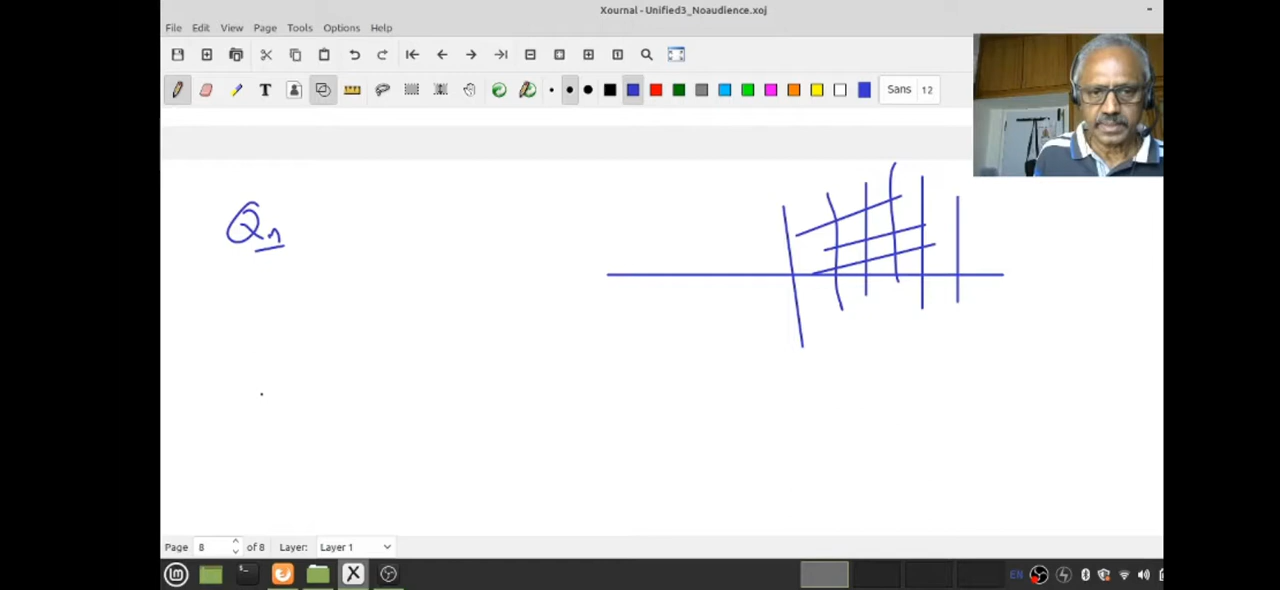 Xournal - Unified3_Noaudience.xoj
File Edit View Page Tools Options Help
Sans 12
Qn
Page 8 of 8 Layer: Layer 1
EN